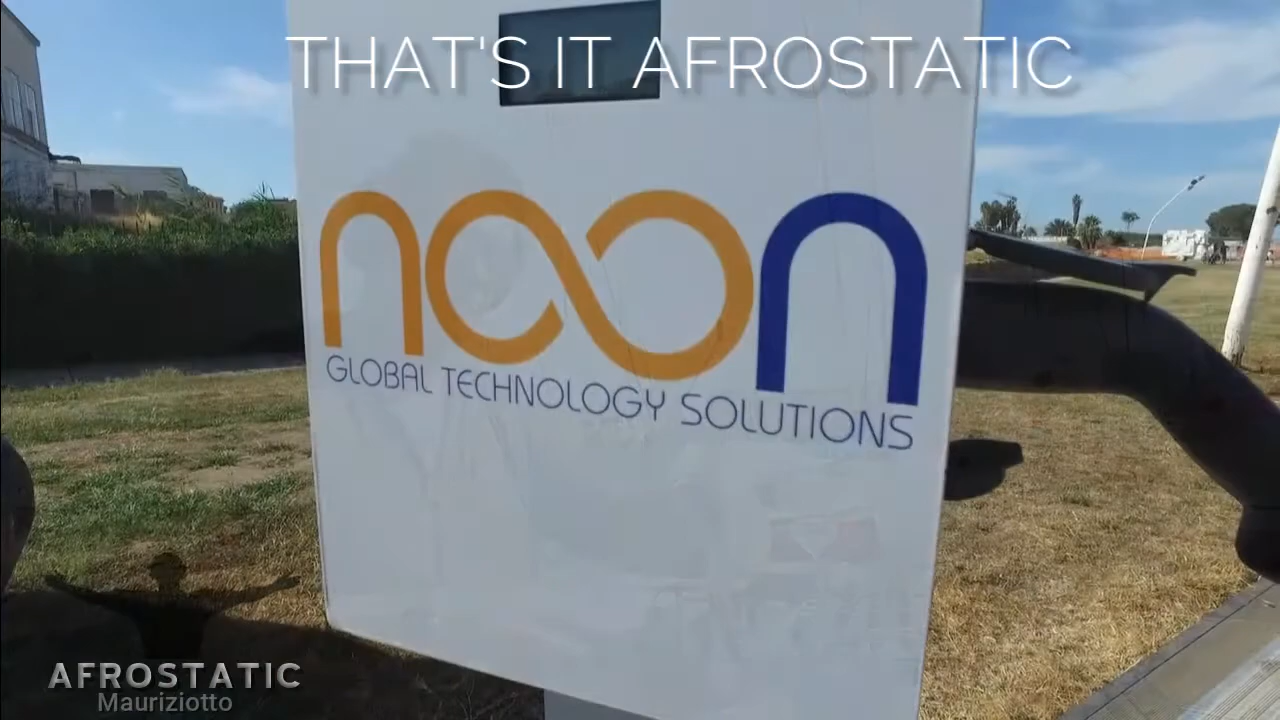 THAT'S IT AFROSTATIC
noon
GLOBAL TECHNOLOGY SOLUTIONS
AFROSTATIC
Mauriziotto